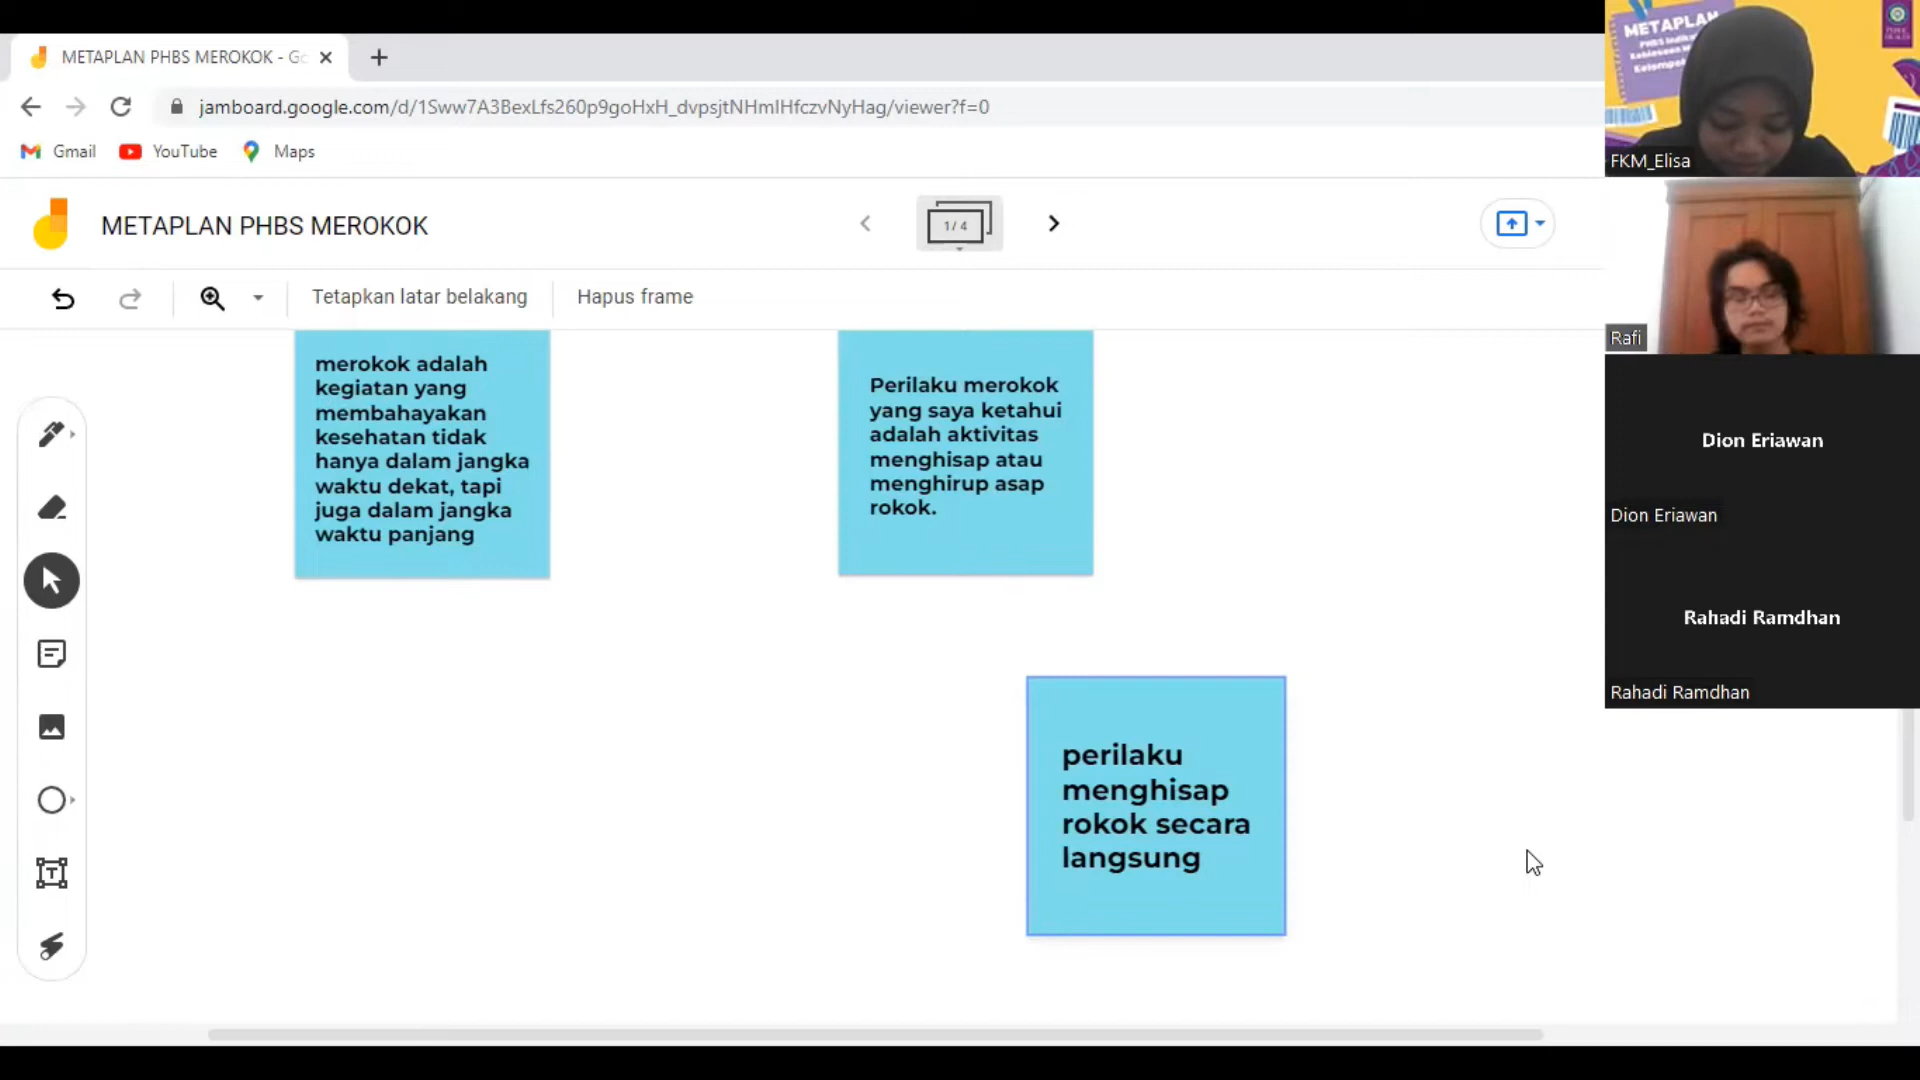 METAPLAN PHBS MEROKOK - Go
jamboard.google.com/d/1Sww7A3BexLfs260p9goHxH_dvpsjtNHmIHfczvNyHag/viewer?f=0
Gmail
YouTube
Maps
METAPLAN PHBS MEROKOK
1/4
Tetapkan latar belakang
Hapus frame
merokok adalah
kegiatan yang
membahayakan
kesehatan tidak
hanya dalam jangka
waktu dekat, tapi
juga dalam jangka
waktu panjang
Perilaku merokok
yang saya ketahui
adalah aktivitas
menghisap atau
menghirup asap
rokok.
perilaku
menghisap
rokok secara
langsung
METAPLAN
FKM_Elisa
Rafi
Dion Eriawan
Dion Eriawan
Rahadi Ramdhan
Rahadi Ramdhan